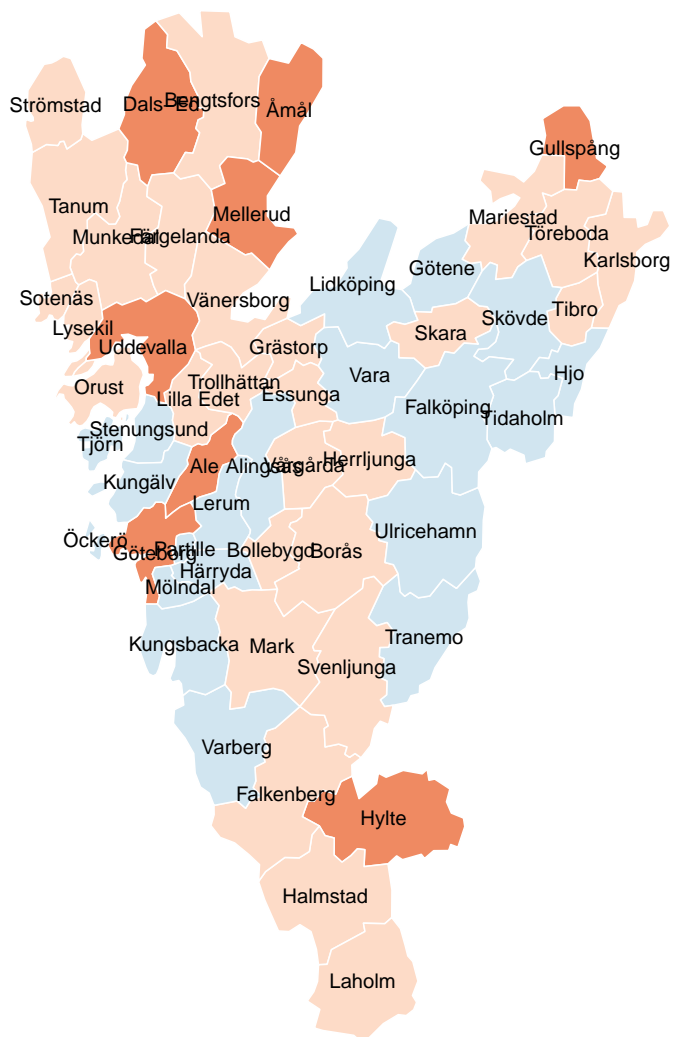 Strömstad
Dals-Ed
Bengtsfors
Åmål
Gullspång
Tanum
Mellerud
Mariestad
Munkedal
Färgelanda
Töreboda
Götene
Karlsborg
Lidköping
Sotenäs
Vänersborg
Tibro
Skövde
Lysekil
Skara
Uddevalla
Grästorp
Hjo
Vara
Orust
Trollhättan
Essunga
Lilla Edet
Falköping
Tidaholm
Stenungsund
Tjörn
Herrljunga
Ale
Alingsås
Vårgårda
Kungälv
Lerum
Ulricehamn
Öckerö
Partille
Göteborg
Bollebygd
Borås
Härryda
Mölndal
Tranemo
Kungsbacka
Mark
Svenljunga
Varberg
Falkenberg
Hylte
Halmstad
Laholm